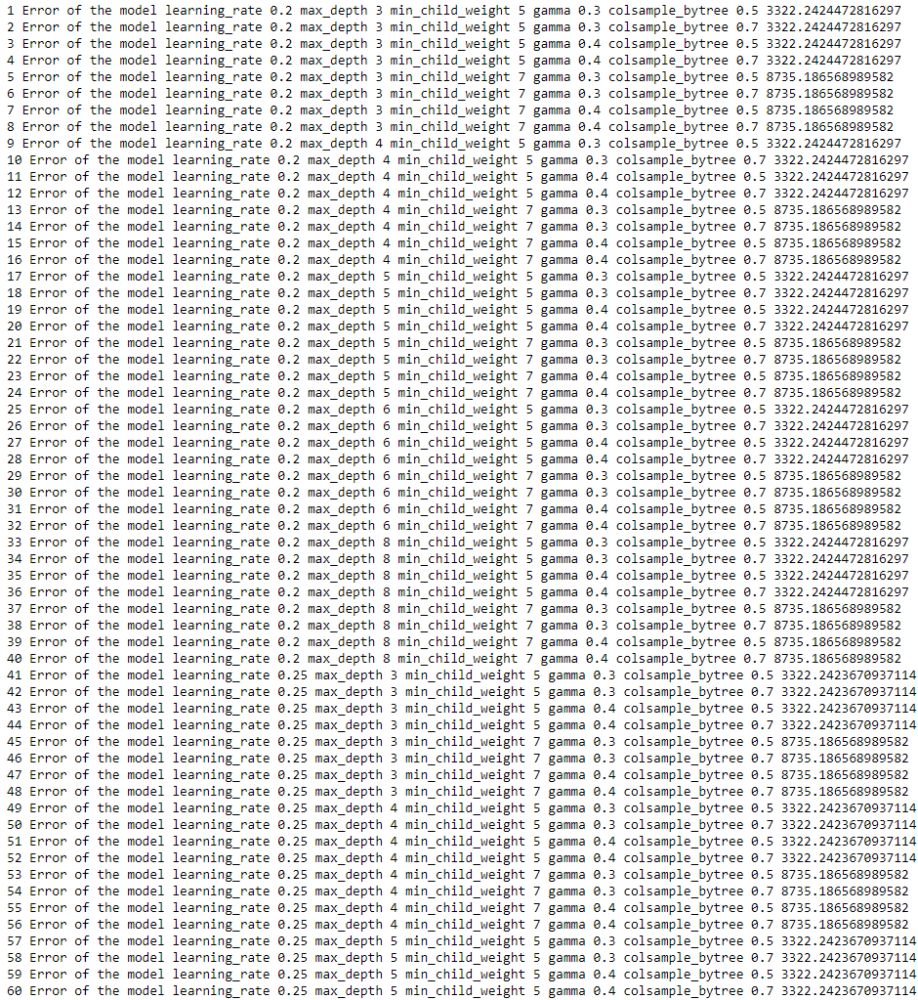 1 Error of the model learning_rate 0.2 max_depth 3 min_child_weight 5 gamma 0.3 colsample_bytree 0.5 3322.2424472816297
2 Error of the model learning_rate 0.2 max_depth 3 min_child_weight 5 gamma 0.3 colsample_bytree 0.7 3322.2424472816297
3 Error of the model learning_rate 0.2 max_depth 3 min_child_weight 5 gamma 0.4 colsample_bytree 0.5 3322.2424472816297
4 Error of the model learning_rate 0.2 max_depth 3 min_child_weight 5 gamma 0.4 colsample_bytree 0.7 3322.2424472816297
5 Error of the model learning_rate 0.2 max_depth 3 min_child_weight 7 gamma 0.3 colsample_bytree 0.5 8735.186568989582
6 Error of the model learning_rate 0.2 max_depth 3 min_child_weight 7 gamma 0.3 colsample_bytree 0.7 8735.186568989582
7 Error of the model learning_rate 0.2 max_depth 3 min_child_weight 7 gamma 0.4 colsample_bytree 0.5 8735.186568989582
8 Error of the model learning_rate 0.2 max_depth 3 min_child_weight 7 gamma 0.4 colsample_bytree 0.7 8735.186568989582
9 Error of the model learning_rate 0.2 max_depth 4 min_child_weight 5 gamma 0.3 colsample_bytree 0.5 3322.2424472816297
10 Error of the model learning_rate 0.2 max_depth 4 min_child_weight 5 gamma 0.3 colsample_bytree 0.7 3322.2424472816297
11 Error of the model learning_rate 0.2 max_depth 4 min_child_weight 5 gamma 0.4 colsample_bytree 0.5 3322.2424472816297
12 Error of the model learning_rate 0.2 max_depth 4 min_child_weight 5 gamma 0.4 colsample_bytree 0.7 3322.2424472816297
13 Error of the model learning_rate 0.2 max_depth 4 min_child_weight 7 gamma 0.3 colsample_bytree 0.5 8735.186568989582
14 Error of the model learning_rate 0.2 max_depth 4 min_child_weight 7 gamma 0.3 colsample_bytree 0.7 8735.186568989582
15 Error of the model learning_rate 0.2 max_depth 4 min_child_weight 7 gamma 0.4 colsample_bytree 0.5 8735.186568989582
16 Error of the model learning_rate 0.2 max_depth 4 min_child_weight 7 gamma 0.4 colsample_bytree 0.7 8735.186568989582
17 Error of the model learning_rate 0.2 max_depth 5 min_child_weight 5 gamma 0.3 colsample_bytree 0.5 3322.2424472816297
18 Error of the model learning_rate 0.2 max_depth 5 min_child_weight 5 gamma 0.3 colsample_bytree 0.7 3322.2424472816297
19 Error of the model learning_rate 0.2 max_depth 5 min_child_weight 5 gamma 0.4 colsample_bytree 0.5 3322.2424472816297
20 Error of the model learning_rate 0.2 max_depth 5 min_child_weight 5 gamma 0.4 colsample_bytree 0.7 3322.2424472816297
21 Error of the model learning_rate 0.2 max_depth 5 min_child_weight 7 gamma 0.3 colsample_bytree 0.5 8735.186568989582
22 Error of the model learning_rate 0.2 max_depth 5 min_child_weight 7 gamma 0.3 colsample_bytree 0.7 8735.186568989582
23 Error of the model learning_rate 0.2 max_depth 5 min_child_weight 7 gamma 0.4 colsample_bytree 0.5 8735.186568989582
24 Error of the model learning_rate 0.2 max_depth 5 min_child_weight 7 gamma 0.4 colsample_bytree 0.7 8735.186568989582
25 Error of the model learning_rate 0.2 max_depth 6 min_child_weight 5 gamma 0.3 colsample_bytree 0.5 3322.2424472816297
26 Error of the model learning_rate 0.2 max_depth 6 min_child_weight 5 gamma 0.3 colsample_bytree 0.7 3322.2424472816297
27 Error of the model learning_rate 0.2 max_depth 6 min_child_weight 5 gamma 0.4 colsample_bytree 0.5 3322.2424472816297
28 Error of the model learning_rate 0.2 max_depth 6 min_child_weight 5 gamma 0.4 colsample_bytree 0.7 3322.2424472816297
29 Error of the model learning_rate 0.2 max_depth 6 min_child_weight 7 gamma 0.3 colsample_bytree 0.5 8735.186568989582
30 Error of the model learning_rate 0.2 max_depth 6 min_child_weight 7 gamma 0.3 colsample_bytree 0.7 8735.186568989582
31 Error of the model learning_rate 0.2 max_depth 6 min_child_weight 7 gamma 0.4 colsample_bytree 0.5 8735.186568989582
32 Error of the model learning_rate 0.2 max_depth 6 min_child_weight 7 gamma 0.4 colsample_bytree 0.7 8735.186568989582
33 Error of the model learning_rate 0.2 max_depth 8 min_child_weight 5 gamma 0.3 colsample_bytree 0.5 3322.2424472816297
34 Error of the model learning_rate 0.2 max_depth 8 min_child_weight 5 gamma 0.3 colsample_bytree 0.7 3322.2424472816297
35 Error of the model learning_rate 0.2 max_depth 8 min_child_weight 5 gamma 0.4 colsample_bytree 0.5 3322.2424472816297
36 Error of the model learning_rate 0.2 max_depth 8 min_child_weight 5 gamma 0.4 colsample_bytree 0.7 3322.2424472816297
37 Error of the model learning_rate 0.2 max_depth 8 min_child_weight 7 gamma 0.3 colsample_bytree 0.5 8735.186568989582
38 Error of the model learning_rate 0.2 max_depth 8 min_child_weight 7 gamma 0.3 colsample_bytree 0.7 8735.186568989582
39 Error of the model learning_rate 0.2 max_depth 8 min_child_weight 7 gamma 0.4 colsample_bytree 0.5 8735.186568989582
40 Error of the model learning_rate 0.2 max_depth 8 min_child_weight 7 gamma 0.4 colsample_bytree 0.7 8735.186568989582
41 Error of the model learning_rate 0.25 max_depth 3 min_child_weight 5 gamma 0.3 colsample_bytree 0.5 3322.2423670937114
42 Error of the model learning_rate 0.25 max_depth 3 min_child_weight 5 gamma 0.3 colsample_bytree 0.7 3322.2423670937114
43 Error of the model learning_rate 0.25 max_depth 3 min_child_weight 5 gamma 0.4 colsample_bytree 0.5 3322.2423670937114
44 Error of the model learning_rate 0.25 max_depth 3 min_child_weight 5 gamma 0.4 colsample_bytree 0.7 3322.2423670937114
45 Error of the model learning_rate 0.25 max_depth 3 min_child_weight 7 gamma 0.3 colsample_bytree 0.5 8735.186568989582
46 Error of the model learning_rate 0.25 max_depth 3 min_child_weight 7 gamma 0.3 colsample_bytree 0.7 8735.186568989582
47 Error of the model learning_rate 0.25 max_depth 3 min_child_weight 7 gamma 0.4 colsample_bytree 0.5 8735.186568989582
48 Error of the model learning_rate 0.25 max_depth 3 min_child_weight 7 gamma 0.4 colsample_bytree 0.7 8735.186568989582
49 Error of the model learning_rate 0.25 max_depth 4 min_child_weight 5 gamma 0.3 colsample_bytree 0.5 3322.2423670937114
50 Error of the model learning_rate 0.25 max_depth 4 min_child_weight 5 gamma 0.3 colsample_bytree 0.7 3322.2423670937114
51 Error of the model learning_rate 0.25 max_depth 4 min_child_weight 5 gamma 0.4 colsample_bytree 0.5 3322.2423670937114
52 Error of the model learning_rate 0.25 max_depth 4 min_child_weight 5 gamma 0.4 colsample_bytree 0.7 3322.2423670937114
53 Error of the model learning_rate 0.25 max_depth 4 min_child_weight 7 gamma 0.3 colsample_bytree 0.5 8735.186568989582
54 Error of the model learning_rate 0.25 max_depth 4 min_child_weight 7 gamma 0.3 colsample_bytree 0.7 8735.186568989582
55 Error of the model learning_rate 0.25 max_depth 4 min_child_weight 7 gamma 0.4 colsample_bytree 0.5 8735.186568989582
56 Error of the model learning_rate 0.25 max_depth 4 min_child_weight 7 gamma 0.4 colsample_bytree 0.7 8735.186568989582
57 Error of the model learning_rate 0.25 max_depth 5 min_child_weight 5 gamma 0.3 colsample_bytree 0.5 3322.2423670937114
58 Error of the model learning_rate 0.25 max_depth 5 min_child_weight 5 gamma 0.3 colsample_bytree 0.7 3322.2423670937114
59 Error of the model learning_rate 0.25 max_depth 5 min_child_weight 5 gamma 0.4 colsample_bytree 0.5 3322.2423670937114
60 Error of the model learning_rate 0.25 max_depth 5 min_child_weight 5 gamma 0.4 colsample_bytree 0.7 3322.2423670937114